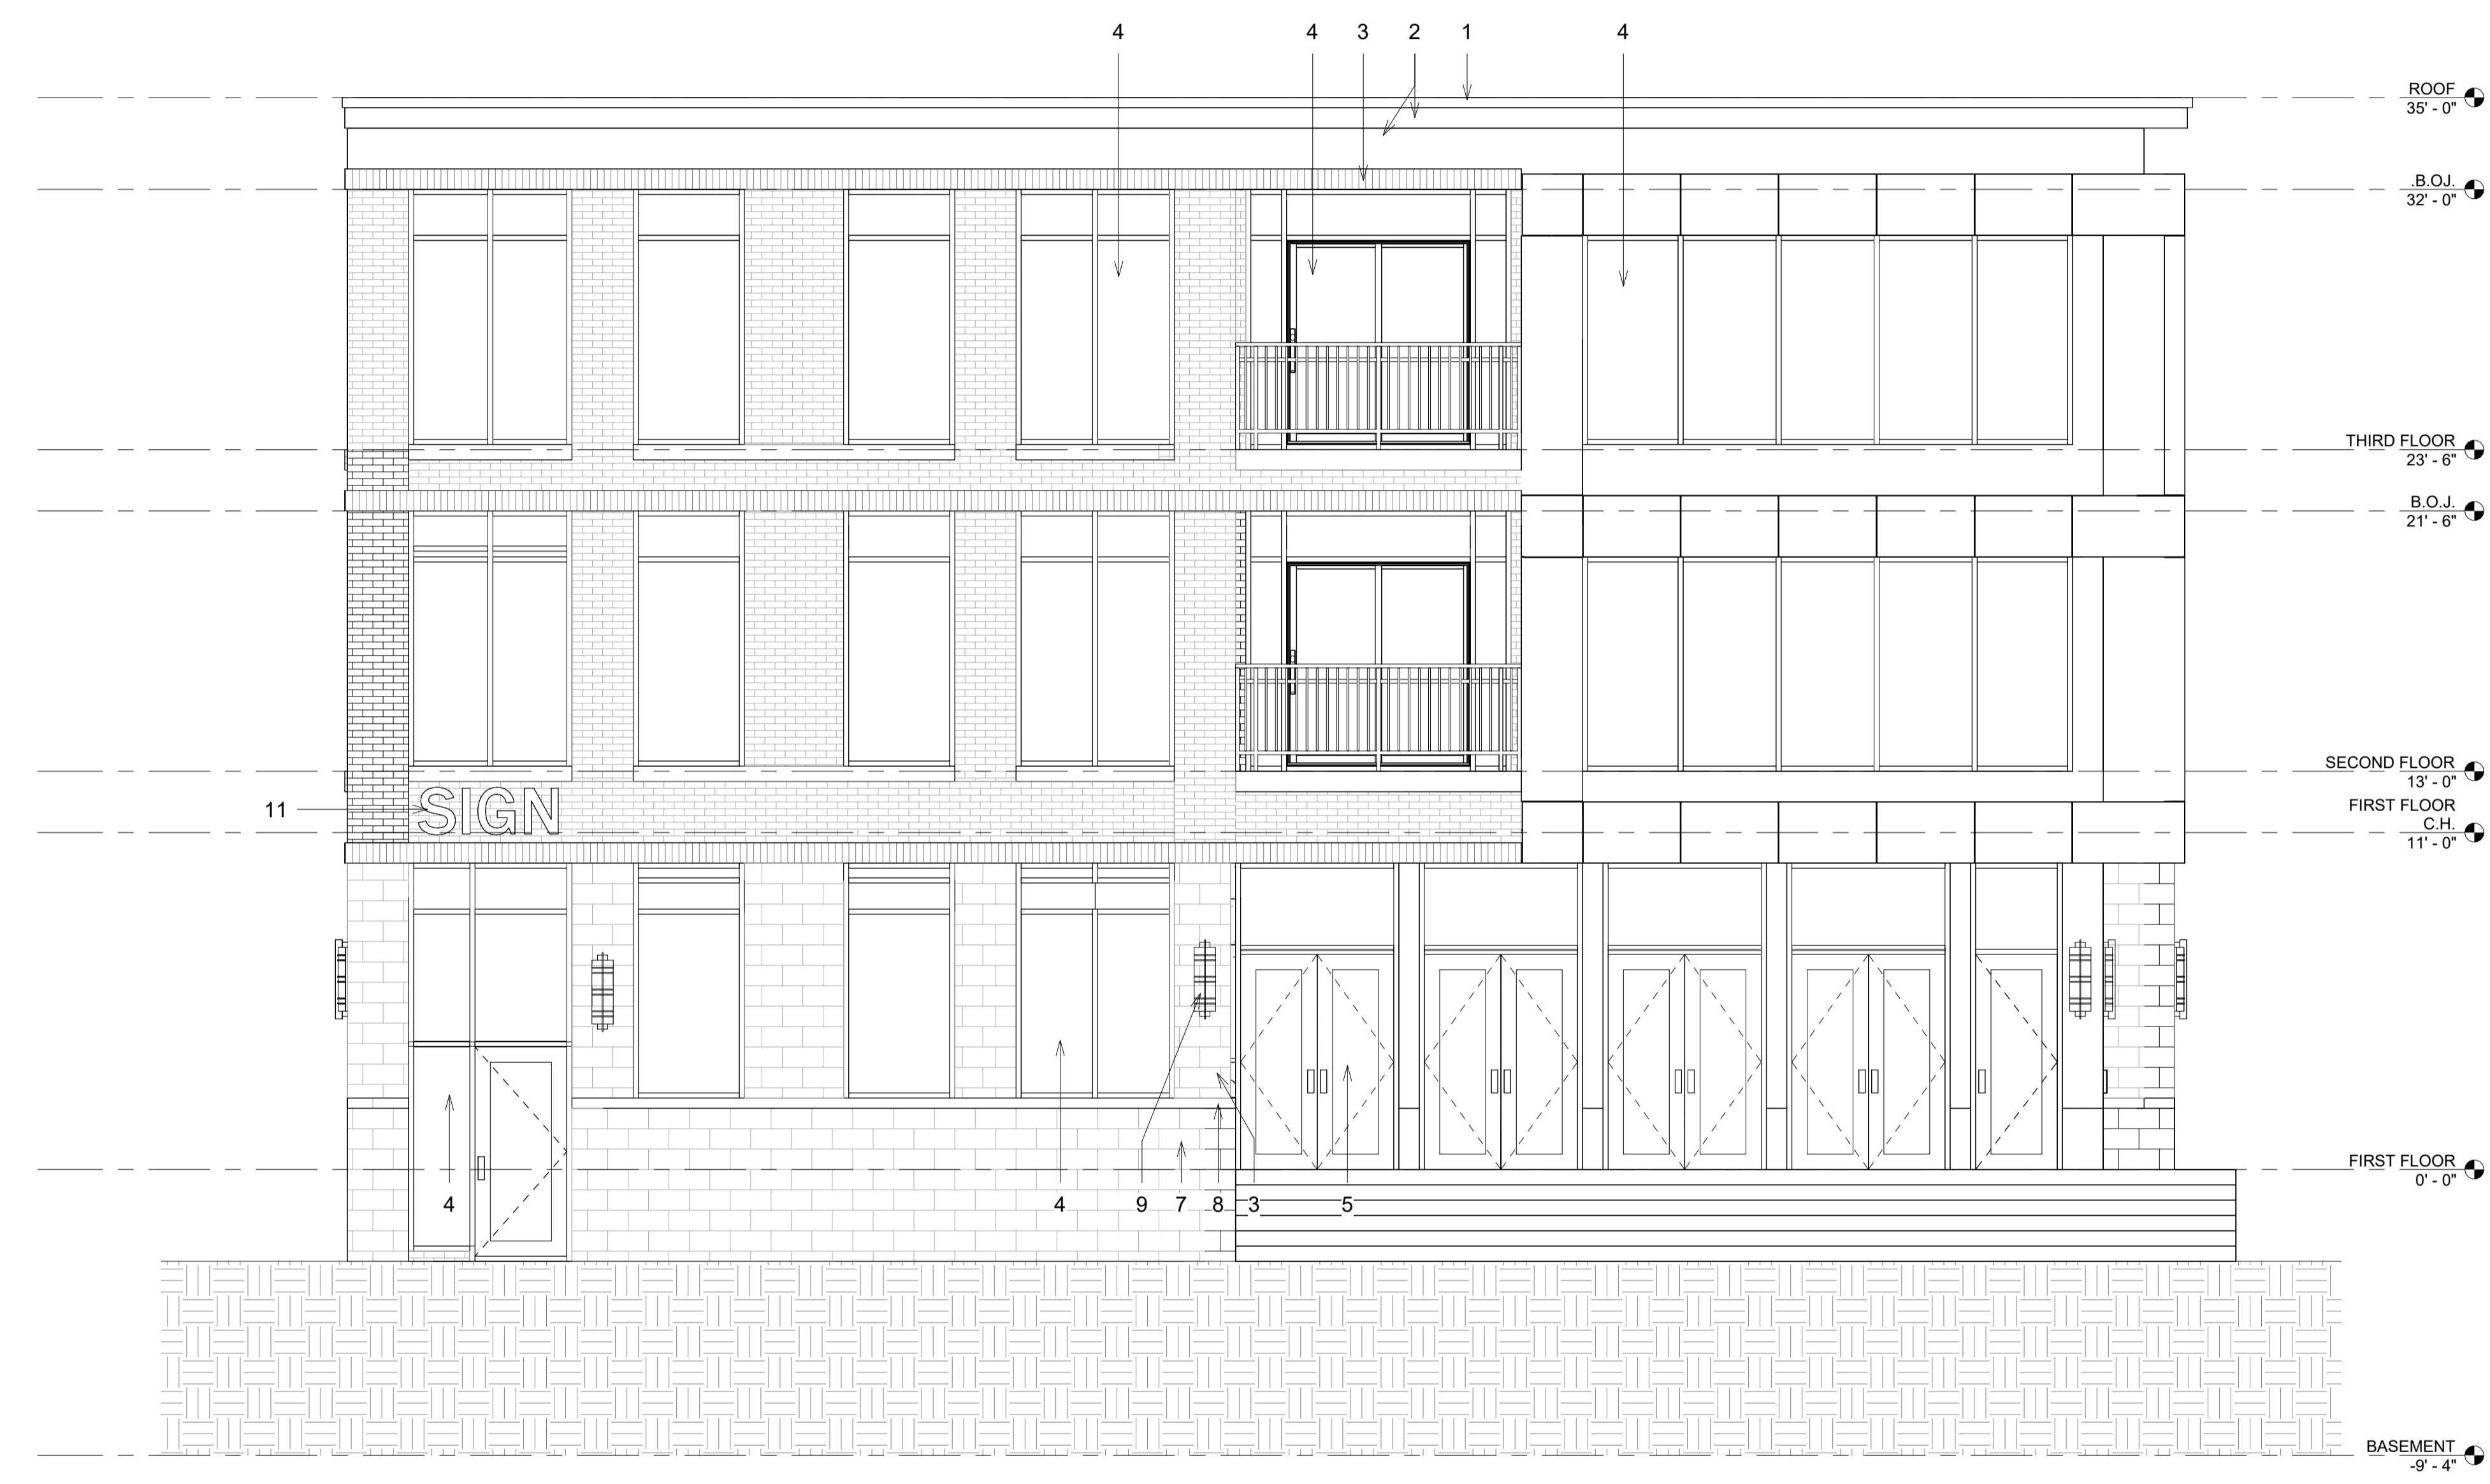 4 4 3 2 1 4
ROOF
35' - 0"
.B.OJ.
32' - 0"
THIRD FLOOR
23' - 6"
B.O.J.
21' - 6"
SECOND FLOOR
13' - 0"
11 SIGN
FIRST FLOOR
C.H.
11' - 0"
FIRST FLOOR
0' - 0"
4 4 9 7 8 3 5
BASEMENT
-9' - 4"